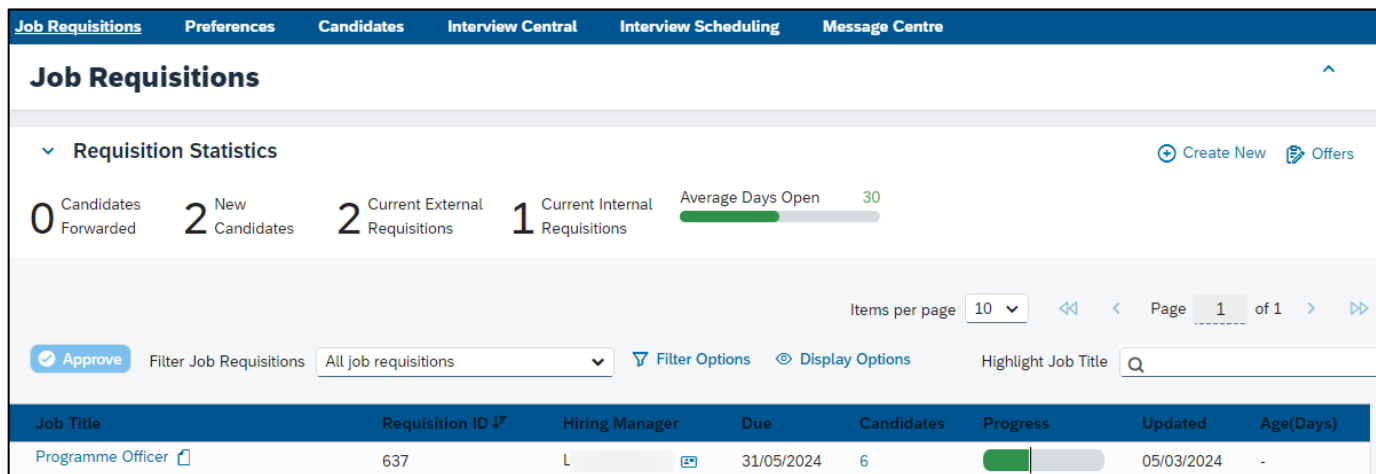 Job Requisitions Preferences Candidates Interview Central Interview Scheduling Message Centre
Job Requisitions
Requisition Statistics
Create New Offers
0 Candidates Forwarded
2 New Candidates
2 Current External Requisitions
1 Current Internal Requisitions
Average Days Open 30
Items per page 10 Page 1 of 1
Approve Filter Job Requisitions All job requisitions Filter Options Display Options Highlight Job Title
Job Title Requisition ID Hiring Manager Due Candidates Progress Updated Age(Days)
Programme Officer 637 L 31/05/2024 6 05/03/2024 -